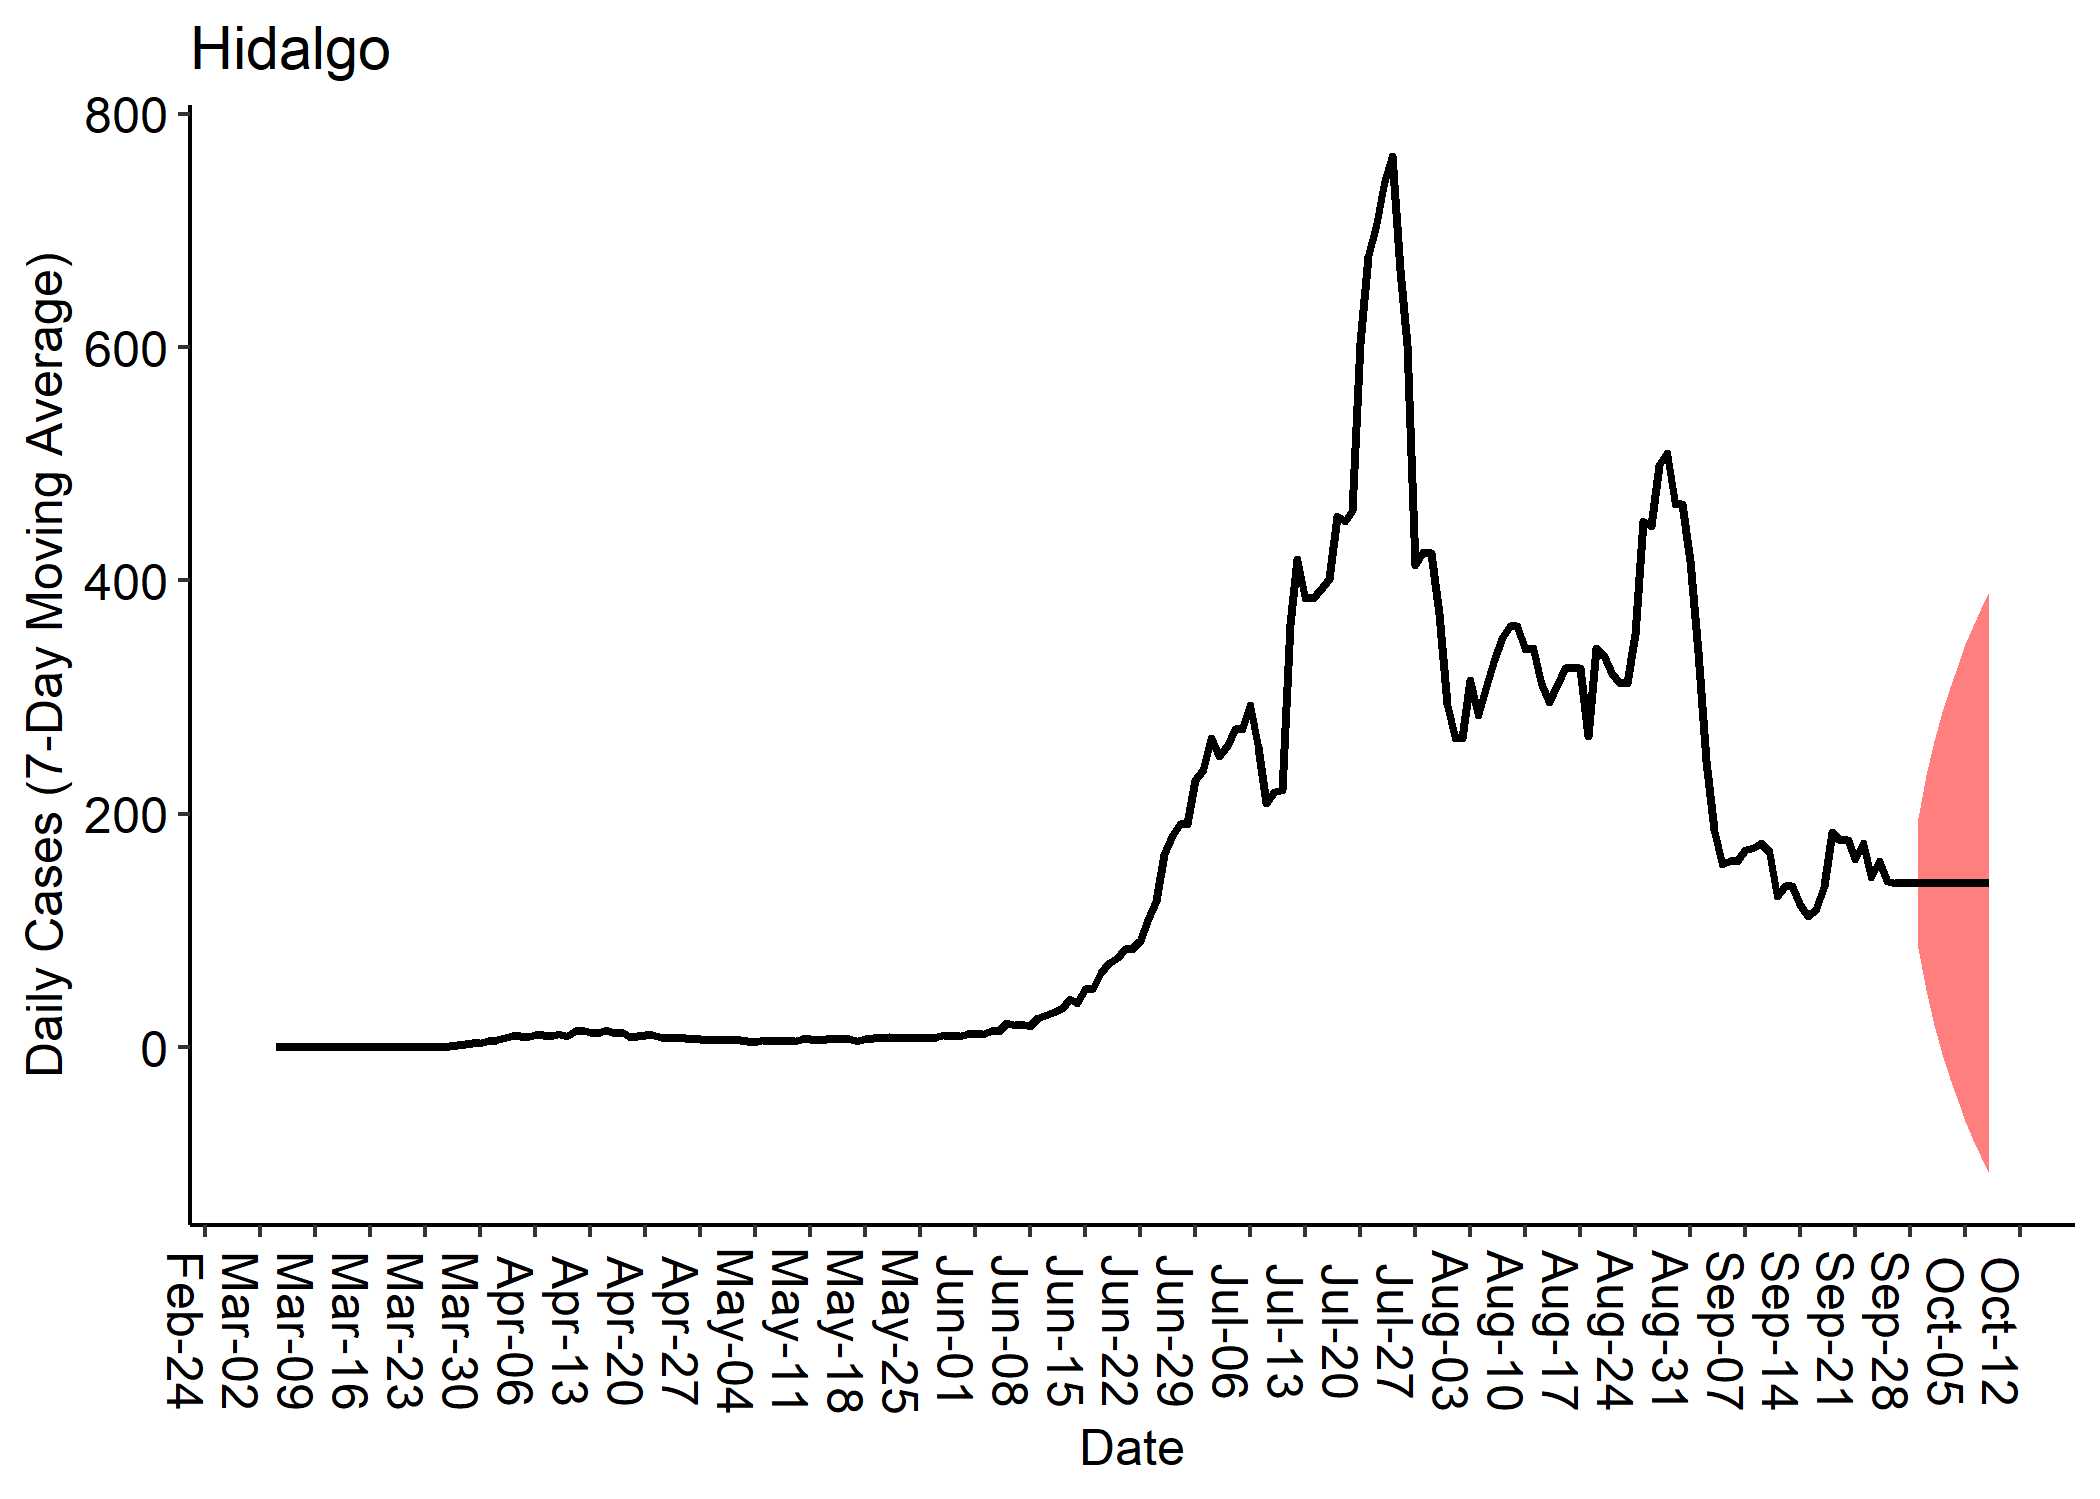 Hidalgo
Daily Cases (7-Day Moving Average)
800
600
400
200
0
Feb-24
Mar-02
Mar-09
Mar-16
Mar-23
Mar-30
Apr-06
Apr-13
Apr-20
Apr-27
May-04
May-11
May-18
May-25
Jun-01
Jun-08
Jun-15
Jun-22
Jun-29
Jul-06
Jul-13
Jul-20
Jul-27
Aug-03
Aug-10
Aug-17
Aug-24
Aug-31
Sep-07
Sep-14
Sep-21
Sep-28
Oct-05
Oct-12
Date